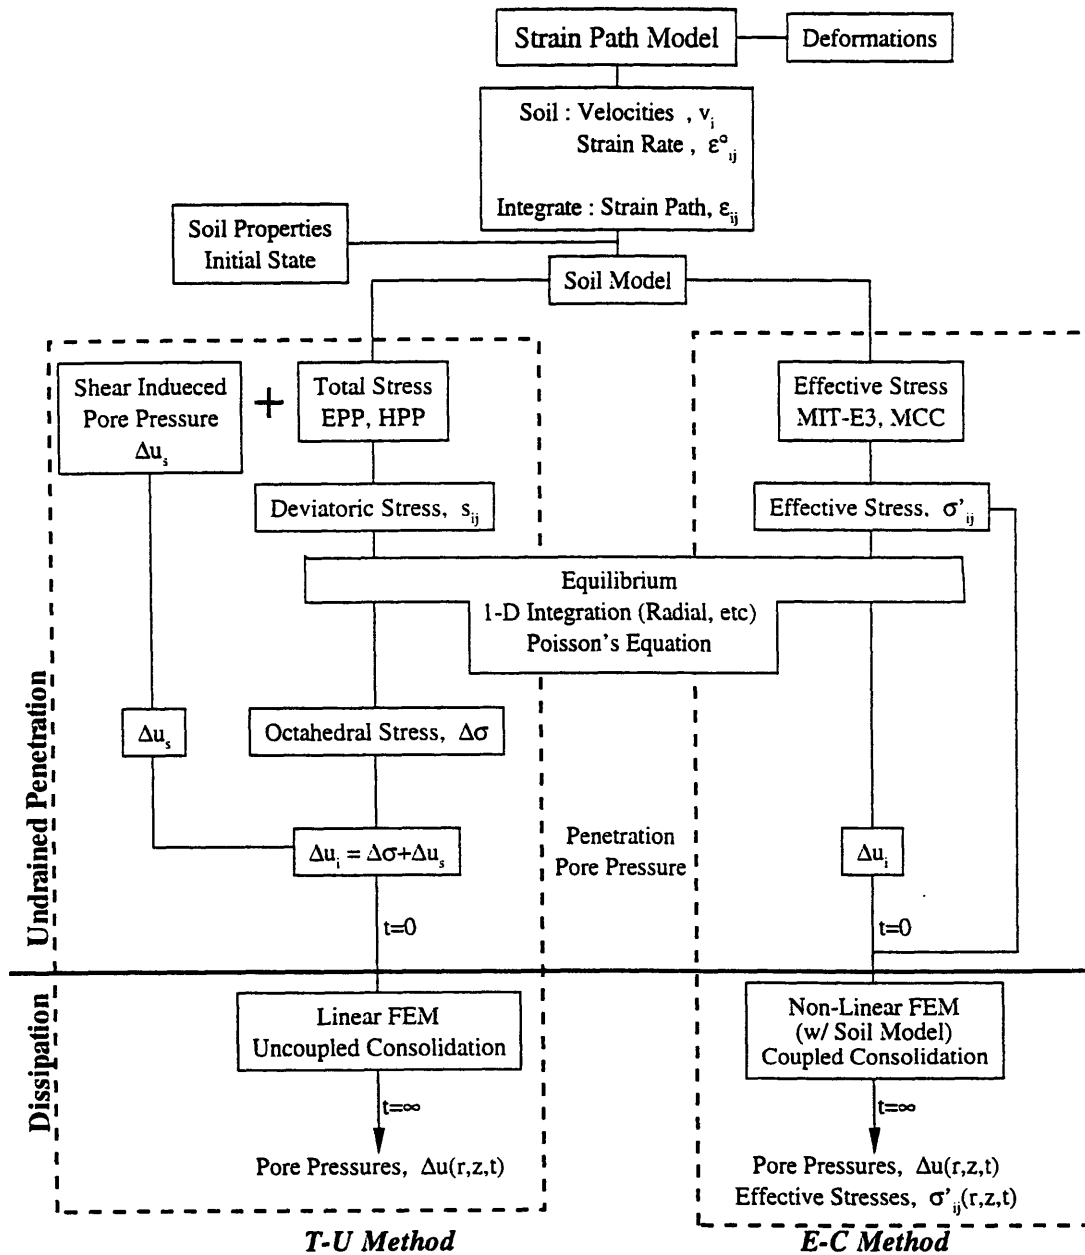 Strain Path Model
Deformations
Soil : Velocities , v_i
Strain Rate , ε°_ij
Integrate : Strain Path, ε_ij
Soil Properties
Initial State
Soil Model
Shear Indueced
Pore Pressure
Δu_s
+
Total Stress
EPP, HPP
Effective Stress
MIT-E3, MCC
Deviatoric Stress, s_ij
Effective Stress, σ'_ij
Equilibrium
1-D Integration (Radial, etc)
Poisson's Equation
Undrained Penetration
Δu_s
Octahedral Stress, Δσ
Δu_i = Δσ+Δu_s
Penetration
Pore Pressure
Δu_i
t=0
t=0
Dissipation
Linear FEM
Uncoupled Consolidation
Non-Linear FEM
(w/ Soil Model)
Coupled Consolidation
t=∞
t=∞
Pore Pressures, Δu(r,z,t)
Pore Pressures, Δu(r,z,t)
Effective Stresses, σ'_ij(r,z,t)
T-U Method
E-C Method